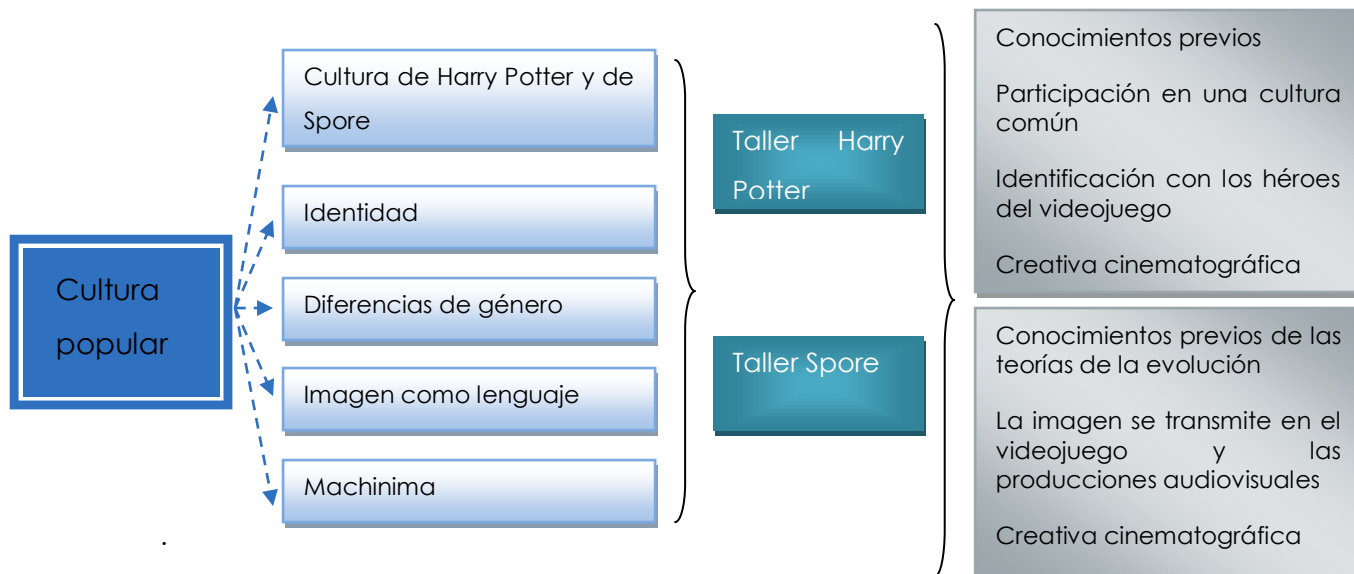 Cultura
popular
Cultura de Harry Potter y de
Spore
Identidad
Diferencias de género
Imagen como lenguaje
Machinima
Taller Harry
Potter
Taller Spore
Conocimientos previos
Participación en una cultura
común
Identificación con los héroes
del videojuego
Creativa cinematográfica
Conocimientos previos de las
teorías de la evolución
La imagen se transmite en el
videojuego y las
producciones audiovisuales
Creativa cinematográfica
.